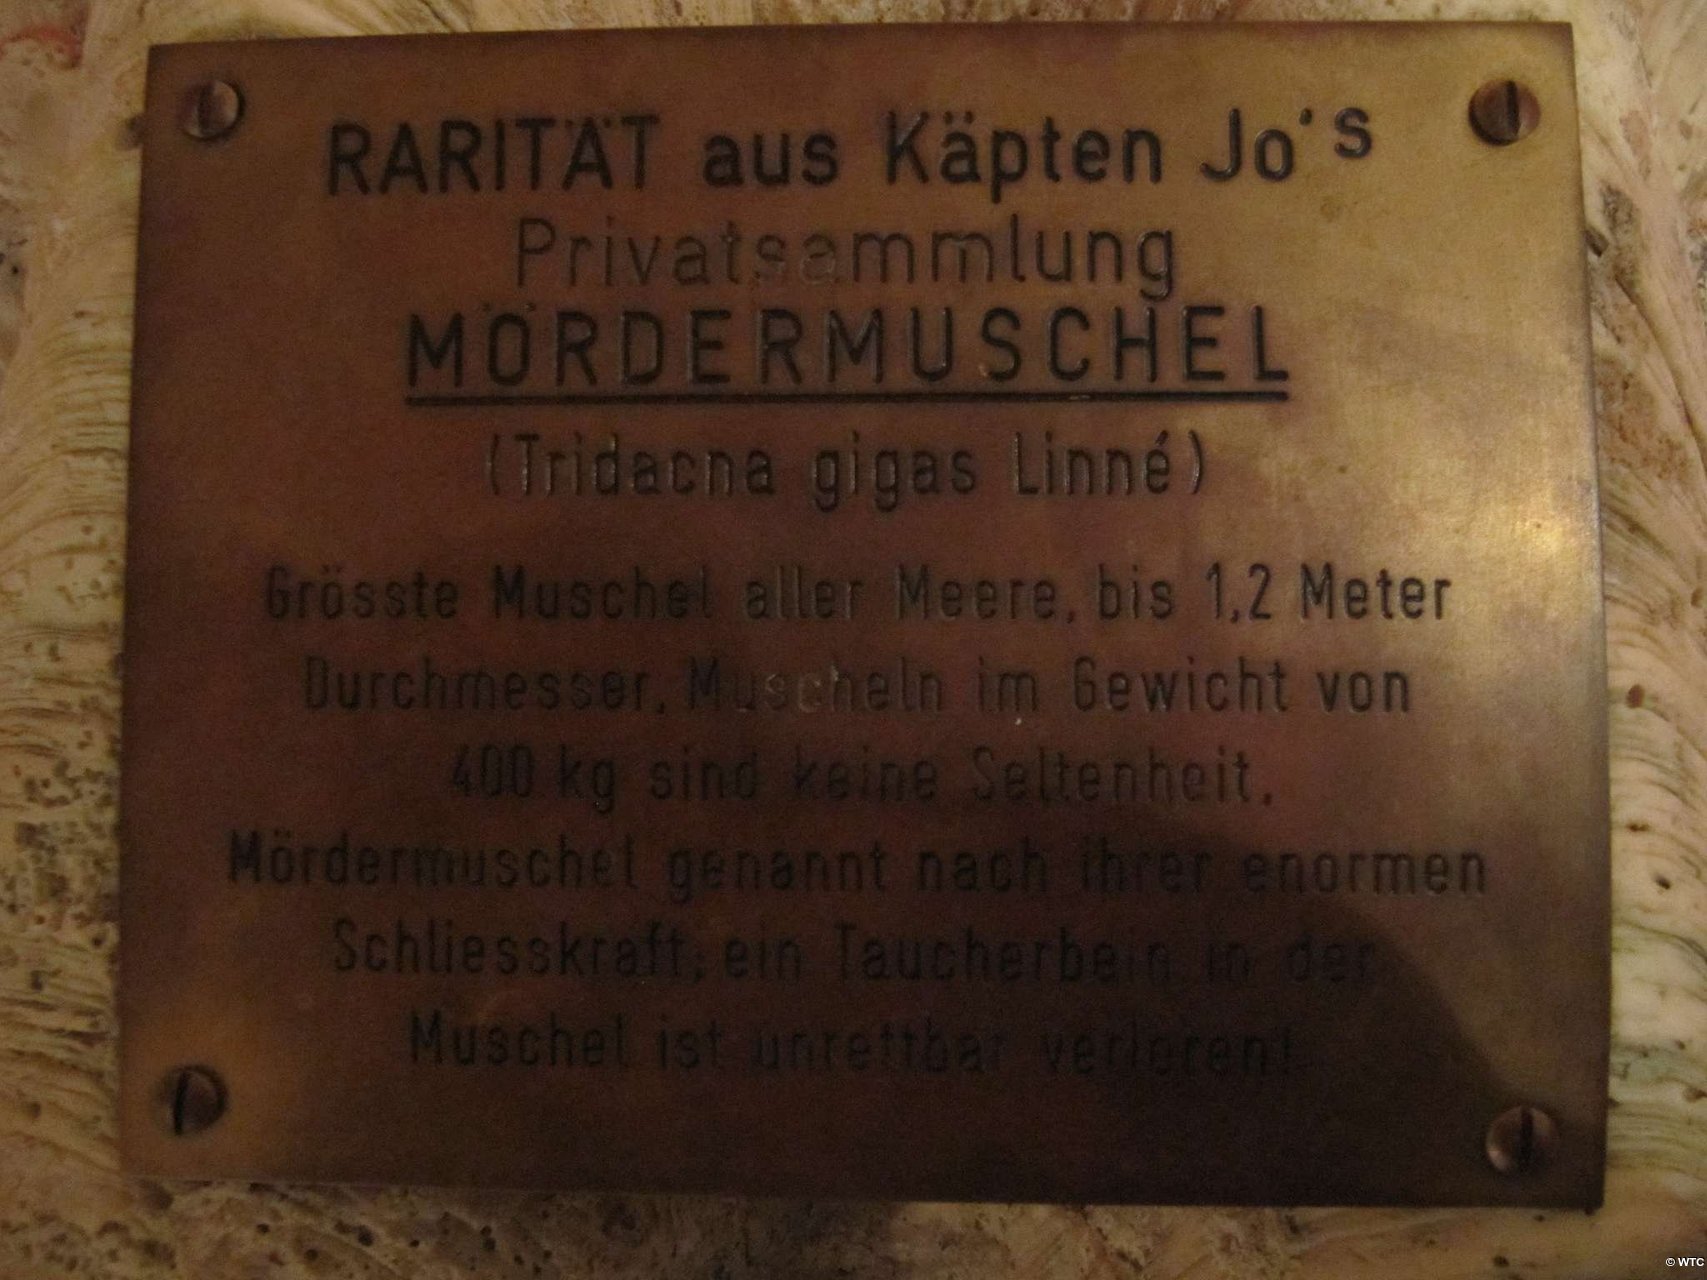 RARITÄT aus Käpten Jo's
Privatsammlung
MÖRDERMUSCHEL
(Tridacna gigas Linné)
Grösste Muschel aller Meere, bis 1,2 Meter
Durchmesser. Muscheln im Gewicht von
400 kg sind keine Seltenheit.
Mördermuschel genannt nach ihrer enormen
Schliesskraft; ein Taucherbein in der
Muschel ist unrettbar verloren!
© WTC